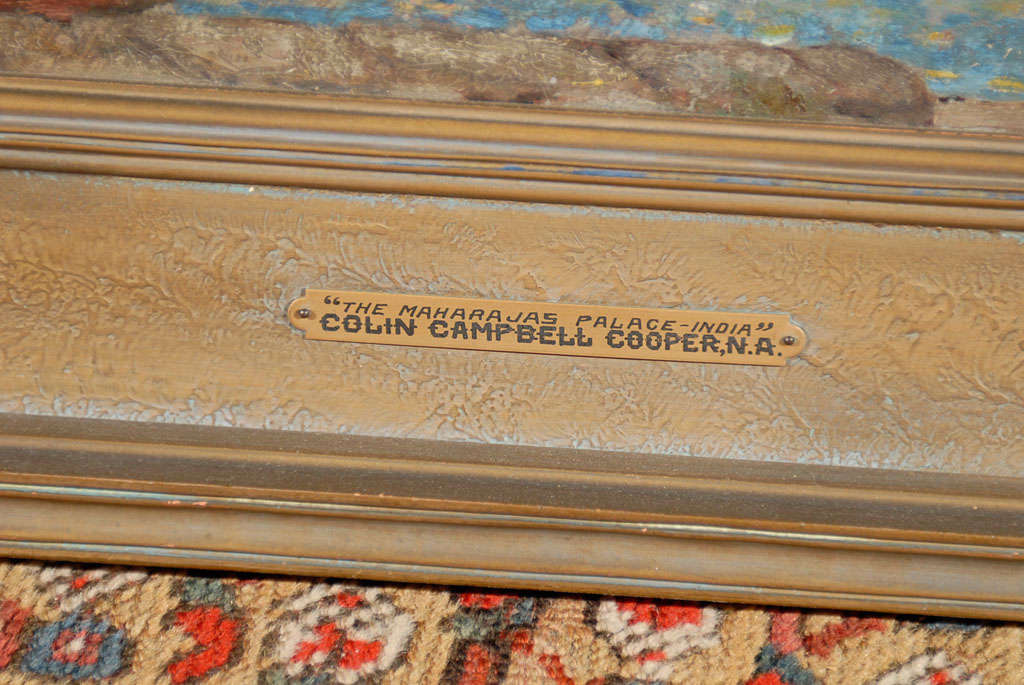 "THE MAHARAJAS PALACE-INDIA"
COLIN CAMPBELL COOPER,N.A.